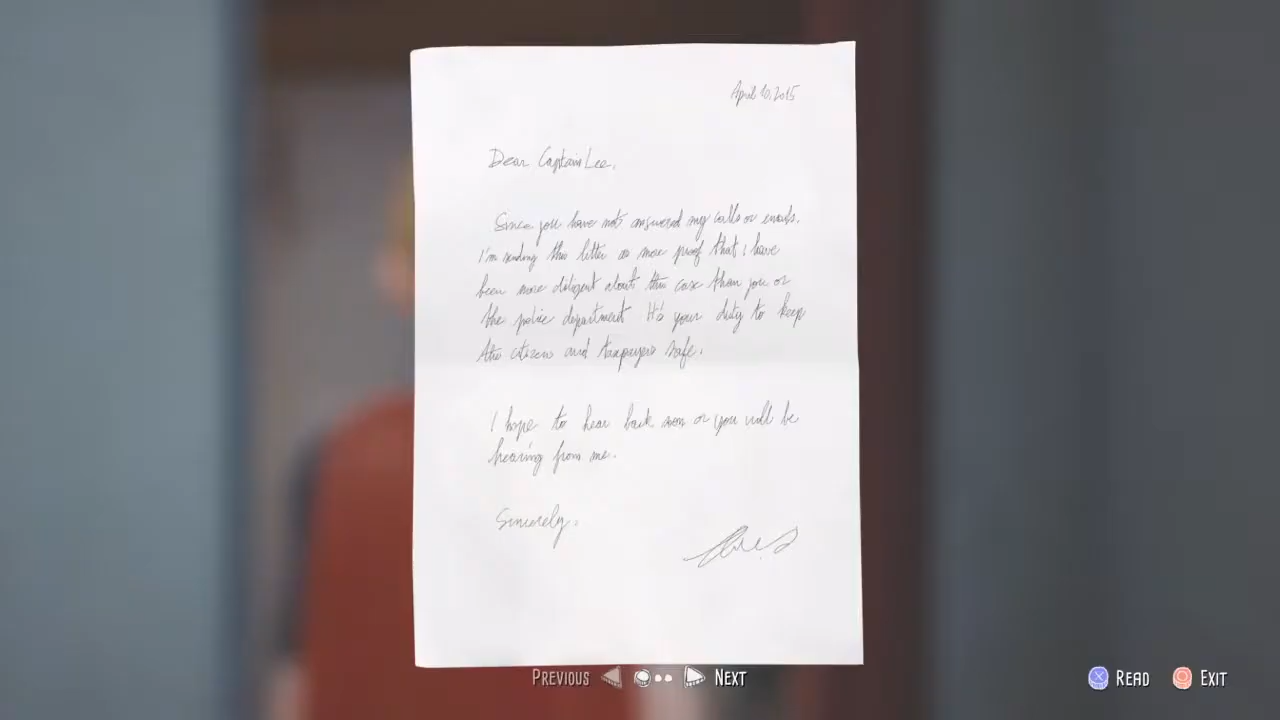 April 10, 2015
Dear Captain Lee,
Since you have not answered my calls or emails,
I'm sending this letter as more proof that I have
been more diligent about this case than you or
the police department. It's your duty to keep
the citizens and taxpayers safe.
I hope to hear back soon or you will be
hearing from me.
Sincerely,
PREVIOUS NEXT
READ EXIT